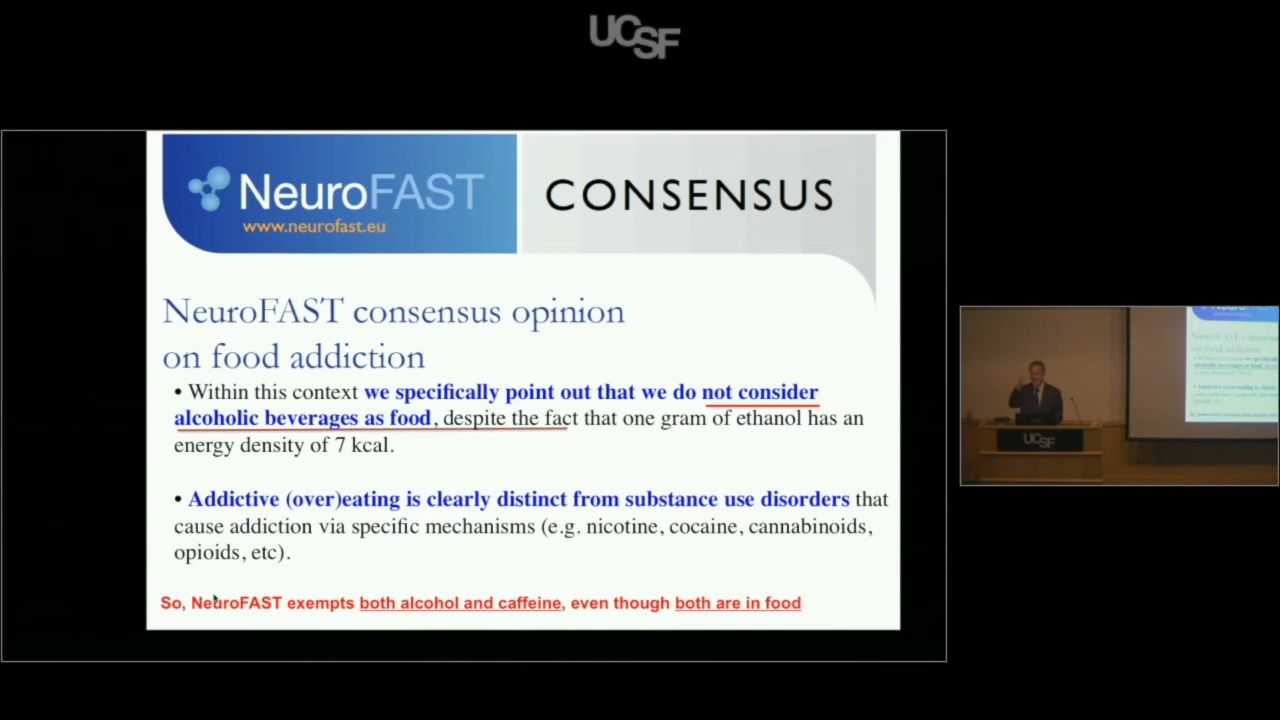 UCSF
NeuroFAST
www.neurofast.eu
CONSENSUS
NeuroFAST consensus opinion
on food addiction
• Within this context we specifically point out that we do not consider
alcoholic beverages as food, despite the fact that one gram of ethanol has an
energy density of 7 kcal.
• Addictive (over)eating is clearly distinct from substance use disorders that
cause addiction via specific mechanisms (e.g. nicotine, cocaine, cannabinoids,
opioids, etc).
So, NeuroFAST exempts both alcohol and caffeine, even though both are in food
UCSF